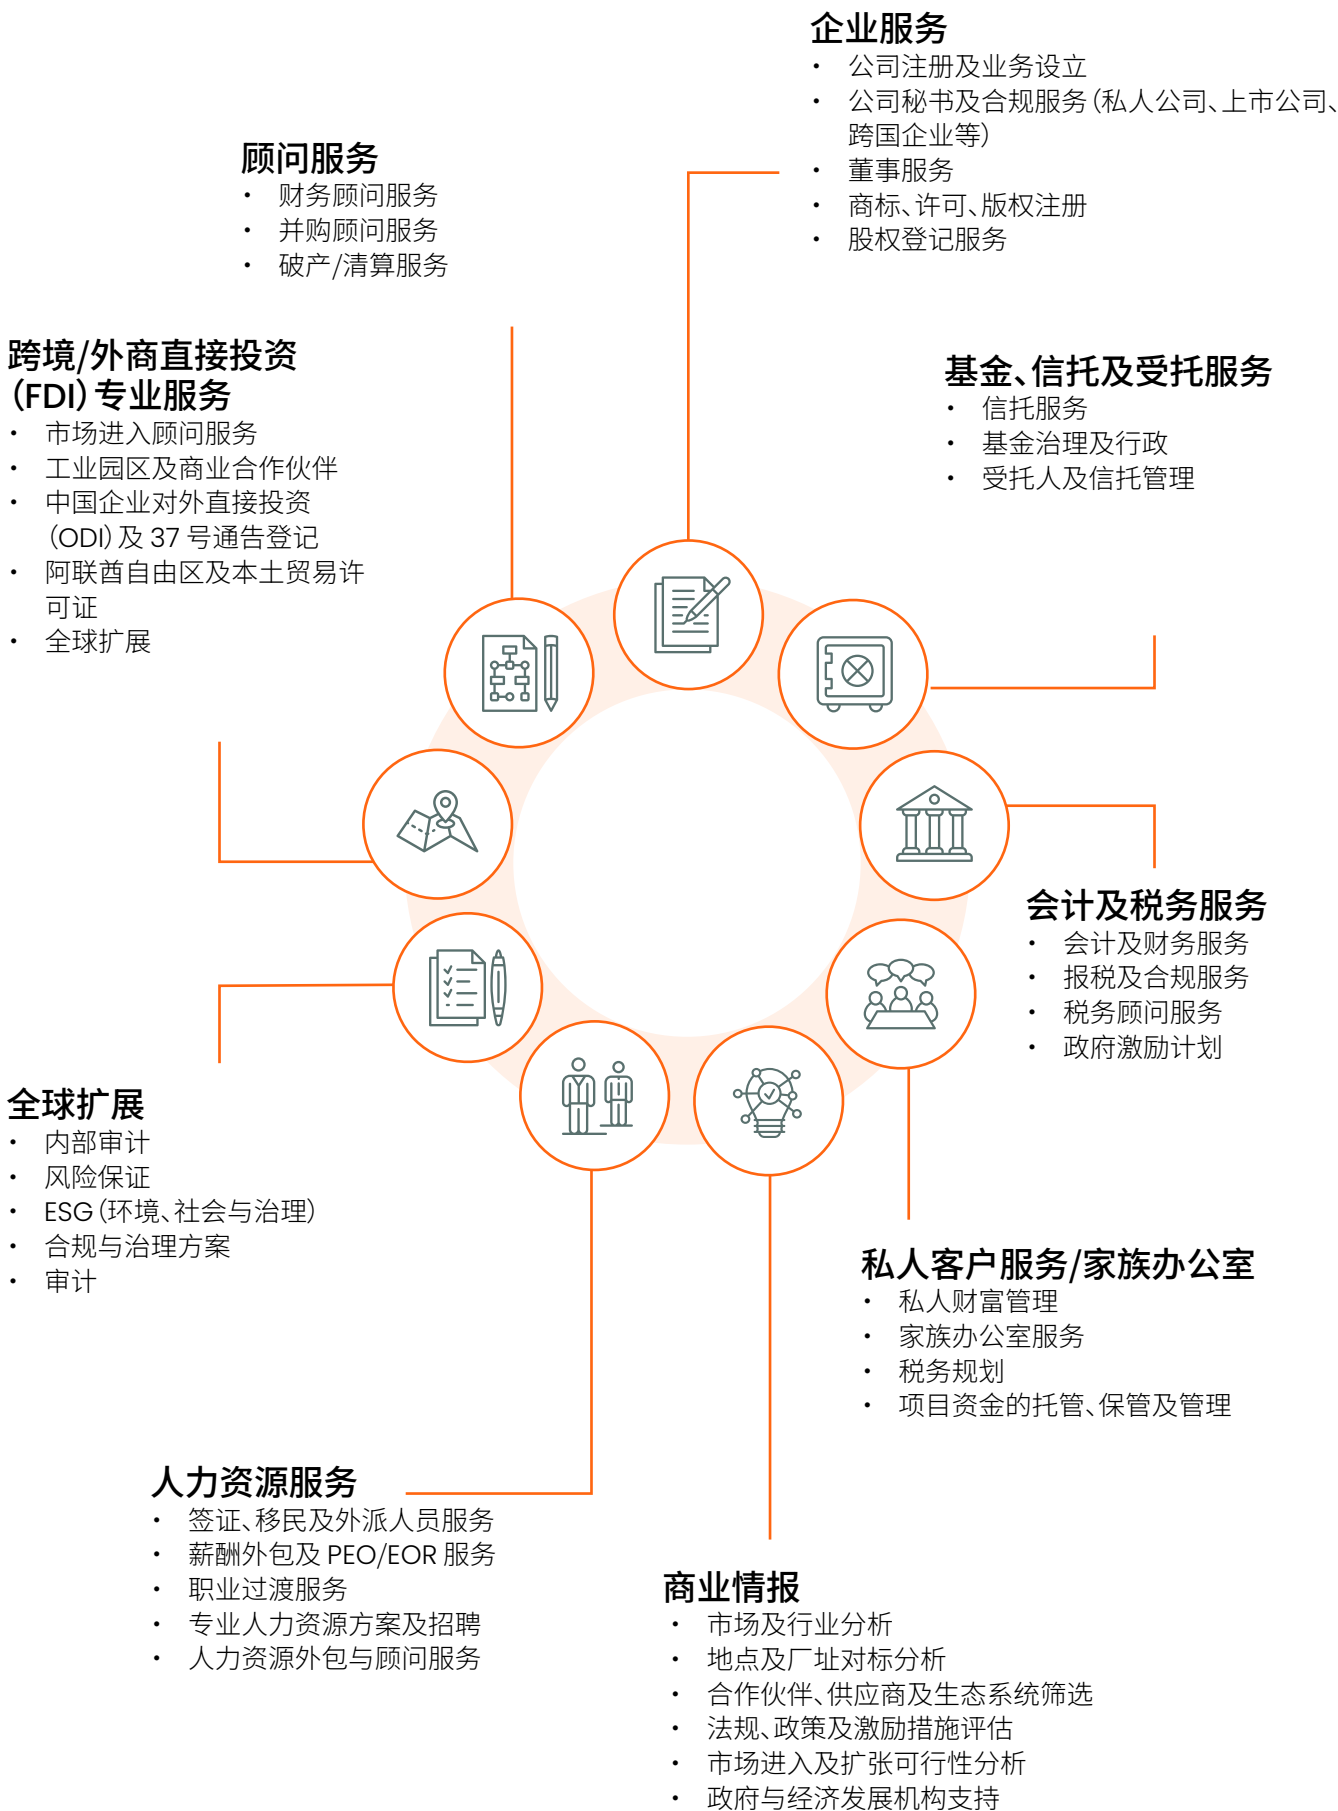 企业服务
• 公司注册及业务设立
• 公司秘书及合规服务(私人公司、上市公司、
跨国企业等)
• 董事服务
• 商标、许可、版权注册
• 股权登记服务
顾问服务
• 财务顾问服务
• 并购顾问服务
• 破产/清算服务
跨境/外商直接投资
(FDI)专业服务
• 市场进入顾问服务
• 工业园区及商业合作伙伴
• 中国企业对外直接投资
(ODI)及 37 号通告登记
• 阿联酋自由区及本土贸易许
可证
• 全球扩展
基金、信托及受托服务
• 信托服务
• 基金治理及行政
• 受托人及信托管理
会计及税务服务
• 会计及财务服务
• 报税及合规服务
• 税务顾问服务
• 政府激励计划
全球扩展
• 内部审计
• 风险保证
• ESG(环境、社会与治理)
• 合规与治理方案
• 审计
私人客户服务/家族办公室
• 私人财富管理
• 家族办公室服务
• 税务规划
• 项目资金的托管、保管及管理
人力资源服务
• 签证、移民及外派人员服务
• 薪酬外包及 PEO/EOR 服务
• 职业过渡服务
• 专业人力资源方案及招聘
• 人力资源外包与顾问服务
商业情报
• 市场及行业分析
• 地点及厂址对标分析
• 合作伙伴、供应商及生态系统筛选
• 法规、政策及激励措施评估
• 市场进入及扩张可行性分析
• 政府与经济发展机构支持